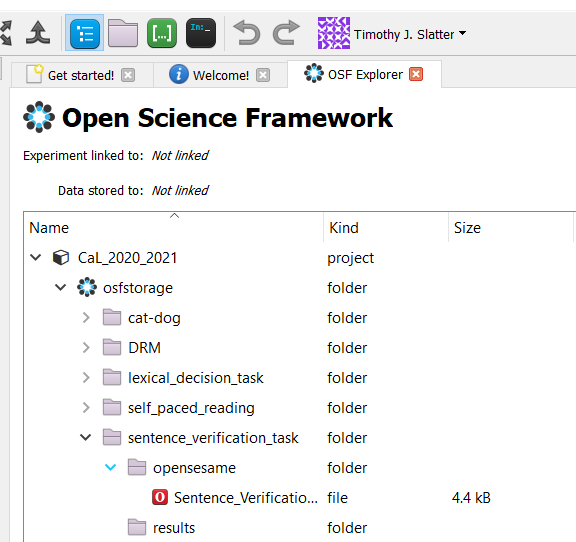 In:_
Timothy J. Slatter
Get started!
Welcome!
OSF Explorer
Open Science Framework
Experiment linked to: Not linked
Data stored to: Not linked
Name Kind Size
CaL_2020_2021 project
osfstorage folder
cat-dog folder
DRM folder
lexical_decision_task folder
self_paced_reading folder
sentence_verification_task folder
opensesame folder
Sentence_Verificatio... file 4.4 kB
results folder